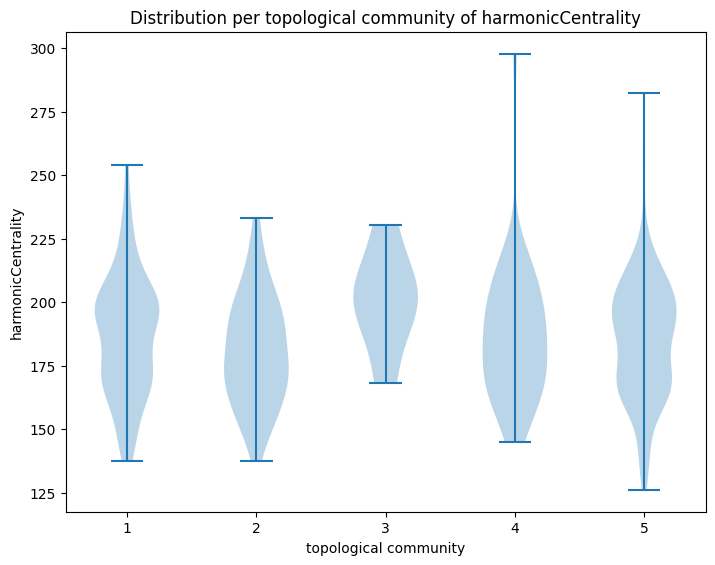 Distribution per topological community of harmonicCentrality
300
275
250
225
200
175
150
125
harmonicCentrality
1 2 3 4 5
topological community